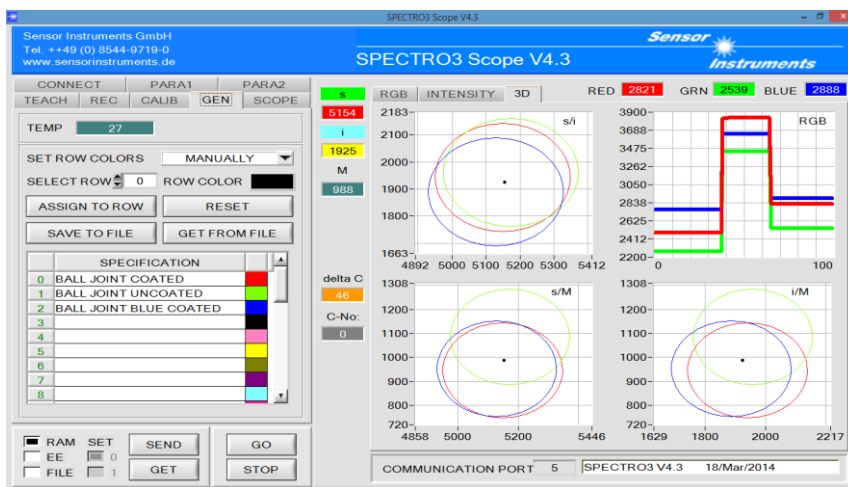 SPECTRO3 Scope V4.3
Sensor Instruments GmbH
Tel. ++49 (0) 8544-9719-0
www.sensorinstruments.de
SPECTRO3 Scope V4.3
Sensor
Instruments
CONNECT PARA1 PARA2
TEACH REC CALIB GEN SCOPE
TEMP 27
SET ROW COLORS MANUALLY
SELECT ROW 0 ROW COLOR
ASSIGN TO ROW RESET
SAVE TO FILE GET FROM FILE
SPECIFICATION
0 BALL JOINT COATED
1 BALL JOINT UNCOATED
2 BALL JOINT BLUE COATED
3
4
5
6
7
8
RAM SET
EE 0
FILE 1
SEND GO
GET STOP
s
5154
i
1925
M
988
delta C
46
C-No:
0
RGB INTENSITY 3D
RED 2821 GRN 2539 BLUE 2888
s/i
2183-
2100-
2000-
1900-
1800-
1663-
4892 5000 5100 5200 5300 5412
RGB
3900-
3688-
3475-
3262-
3050-
2838-
2625-
2412-
2200-
0 100
s/M
1308-
1200-
1100-
1000-
900-
800-
720-
4858 5000 5200 5446
i/M
1308-
1200-
1100-
1000-
900-
800-
720-
1629 1800 2000 2217
COMMUNICATION PORT 5 SPECTRO3 V4.3 18/Mar/2014